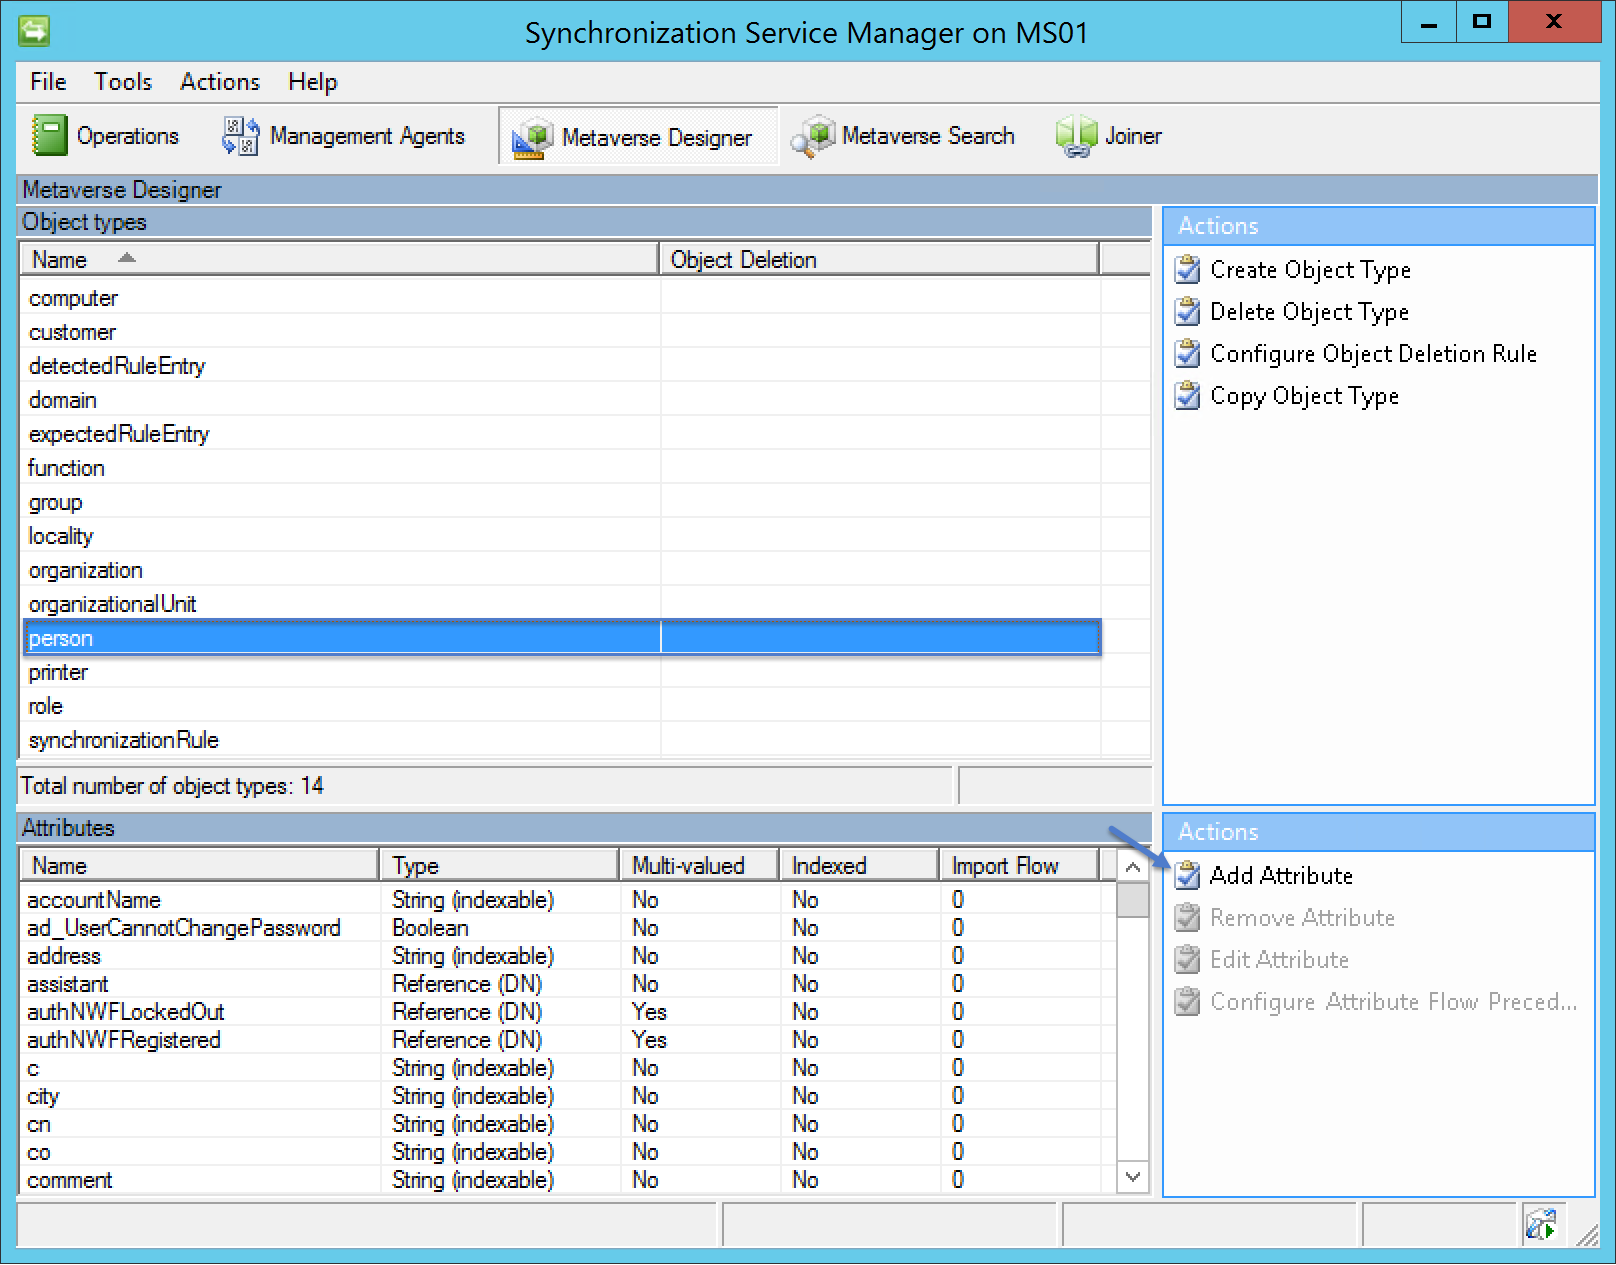 Synchronization Service Manager on MS01
File Tools Actions Help
Operations Management Agents Metaverse Designer Metaverse Search Joiner
Metaverse Designer
Object types
Name Object Deletion
computer
customer
detectedRuleEntry
domain
expectedRuleEntry
function
group
locality
organization
organizationalUnit
person
printer
role
synchronizationRule
Total number of object types: 14
Actions
Create Object Type
Delete Object Type
Configure Object Deletion Rule
Copy Object Type
Attributes
Name Type Multi-valued Indexed Import Flow
accountName String (indexable) No No 0
ad_UserCannotChangePassword Boolean No No 0
address String (indexable) No No 0
assistant Reference (DN) No No 0
authNWFLockedOut Reference (DN) Yes No 0
authNWFRegistered Reference (DN) Yes No 0
c String (indexable) No No 0
city String (indexable) No No 0
cn String (indexable) No No 0
co String (indexable) No No 0
comment String (indexable) No No 0
Actions
Add Attribute
Remove Attribute
Edit Attribute
Configure Attribute Flow Preced...